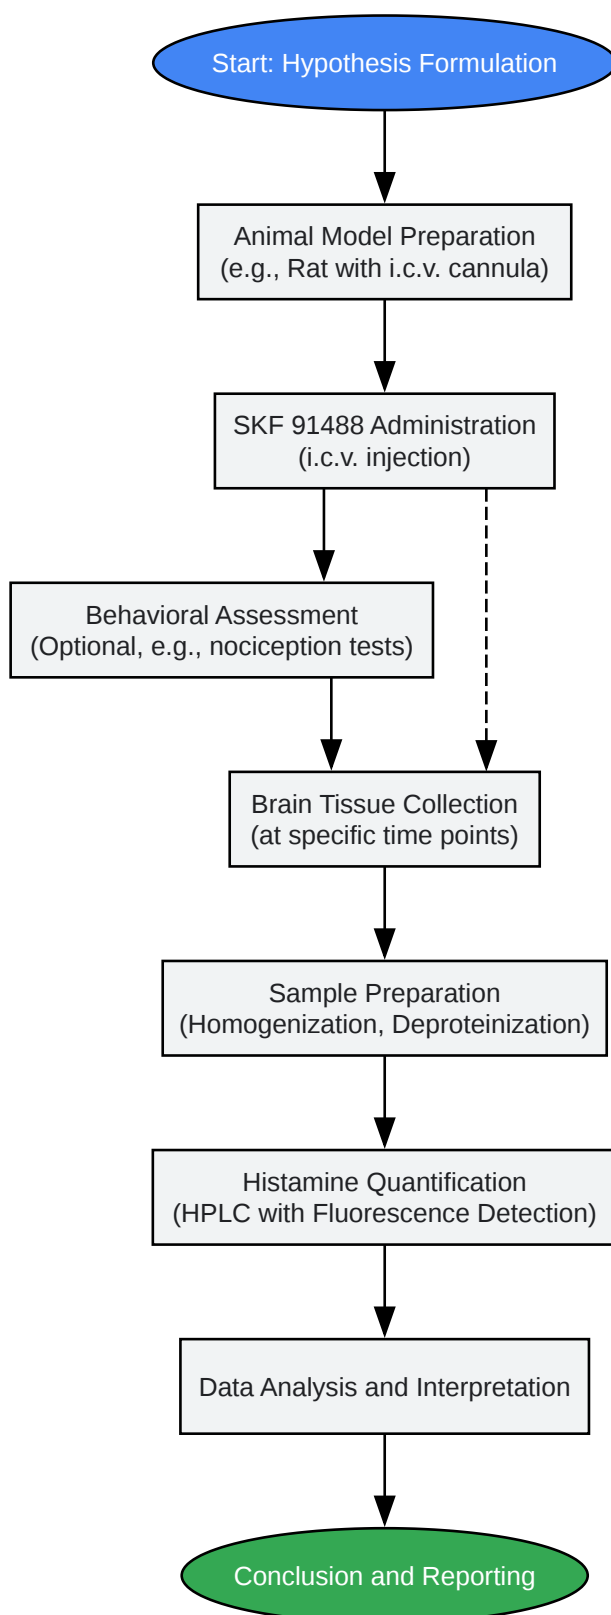 Start: Hypothesis Formulation
Animal Model Preparation
(e.g., Rat with i.c.v. cannula)
SKF 91488 Administration
(i.c.v. injection)
Behavioral Assessment
(Optional, e.g., nociception tests)
Brain Tissue Collection
(at specific time points)
Sample Preparation
(Homogenization, Deproteinization)
Histamine Quantification
(HPLC with Fluorescence Detection)
Data Analysis and Interpretation
Conclusion and Reporting